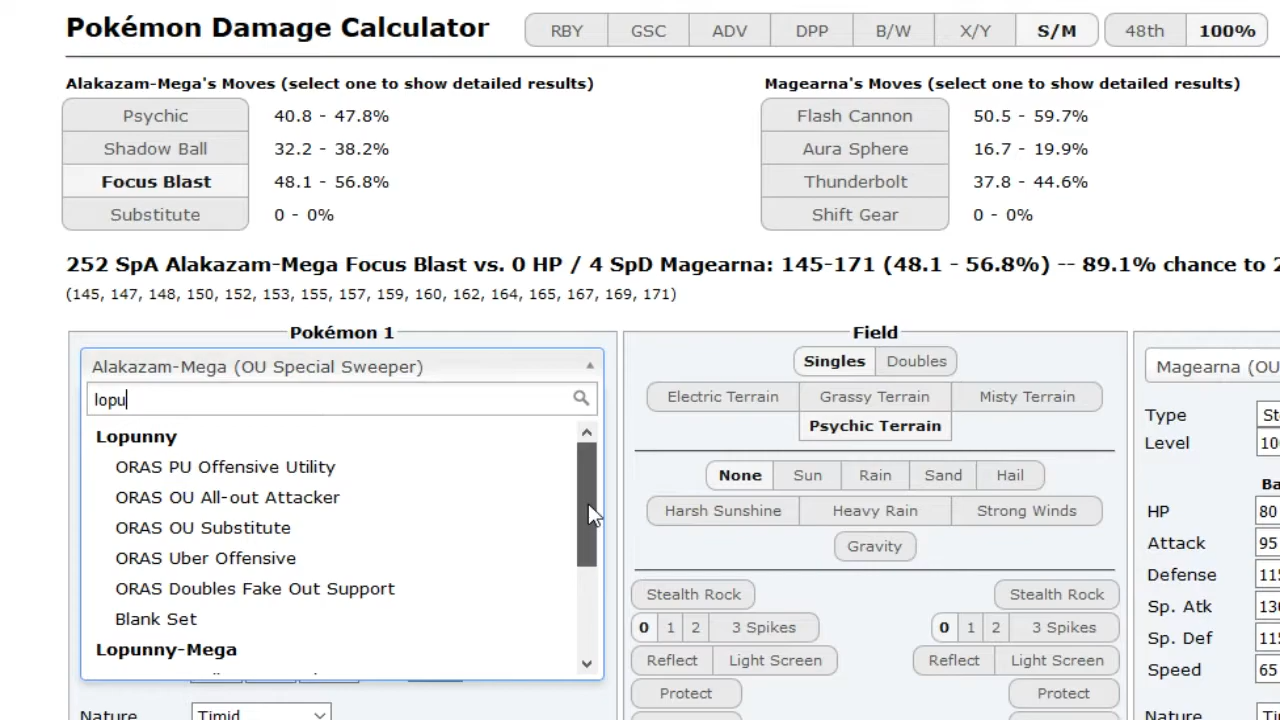 Pokémon Damage Calculator RBY GSC ADV DPP B/W X/Y S/M 48th 100%
Alakazam-Mega's Moves (select one to show detailed results) Magearna's Moves (select one to show detailed results)
Psychic 40.8 - 47.8% Flash Cannon 50.5 - 59.7%
Shadow Ball 32.2 - 38.2% Aura Sphere 16.7 - 19.9%
Focus Blast 48.1 - 56.8% Thunderbolt 37.8 - 44.6%
Substitute 0 - 0% Shift Gear 0 - 0%
252 SpA Alakazam-Mega Focus Blast vs. 0 HP / 4 SpD Magearna: 145-171 (48.1 - 56.8%) -- 89.1% chance to 2
(145, 147, 148, 150, 152, 153, 155, 157, 159, 160, 162, 164, 165, 167, 169, 171)
Pokémon 1
Alakazam-Mega (OU Special Sweeper)
lopu
Lopunny
ORAS PU Offensive Utility
ORAS OU All-out Attacker
ORAS OU Substitute
ORAS Uber Offensive
ORAS Doubles Fake Out Support
Blank Set
Lopunny-Mega
Nature Timid
Field
Singles Doubles
Electric Terrain Grassy Terrain Misty Terrain
Psychic Terrain
None Sun Rain Sand Hail
Harsh Sunshine Heavy Rain Strong Winds
Gravity
Stealth Rock Stealth Rock
0 1 2 3 Spikes 0 1 2 3 Spikes
Reflect Light Screen Reflect Light Screen
Protect Protect
Magearna (OU
Type St
Level 10
Ba
HP 80
Attack 95
Defense 115
Sp. Atk 130
Sp. Def 115
Speed 65
Nature Ti